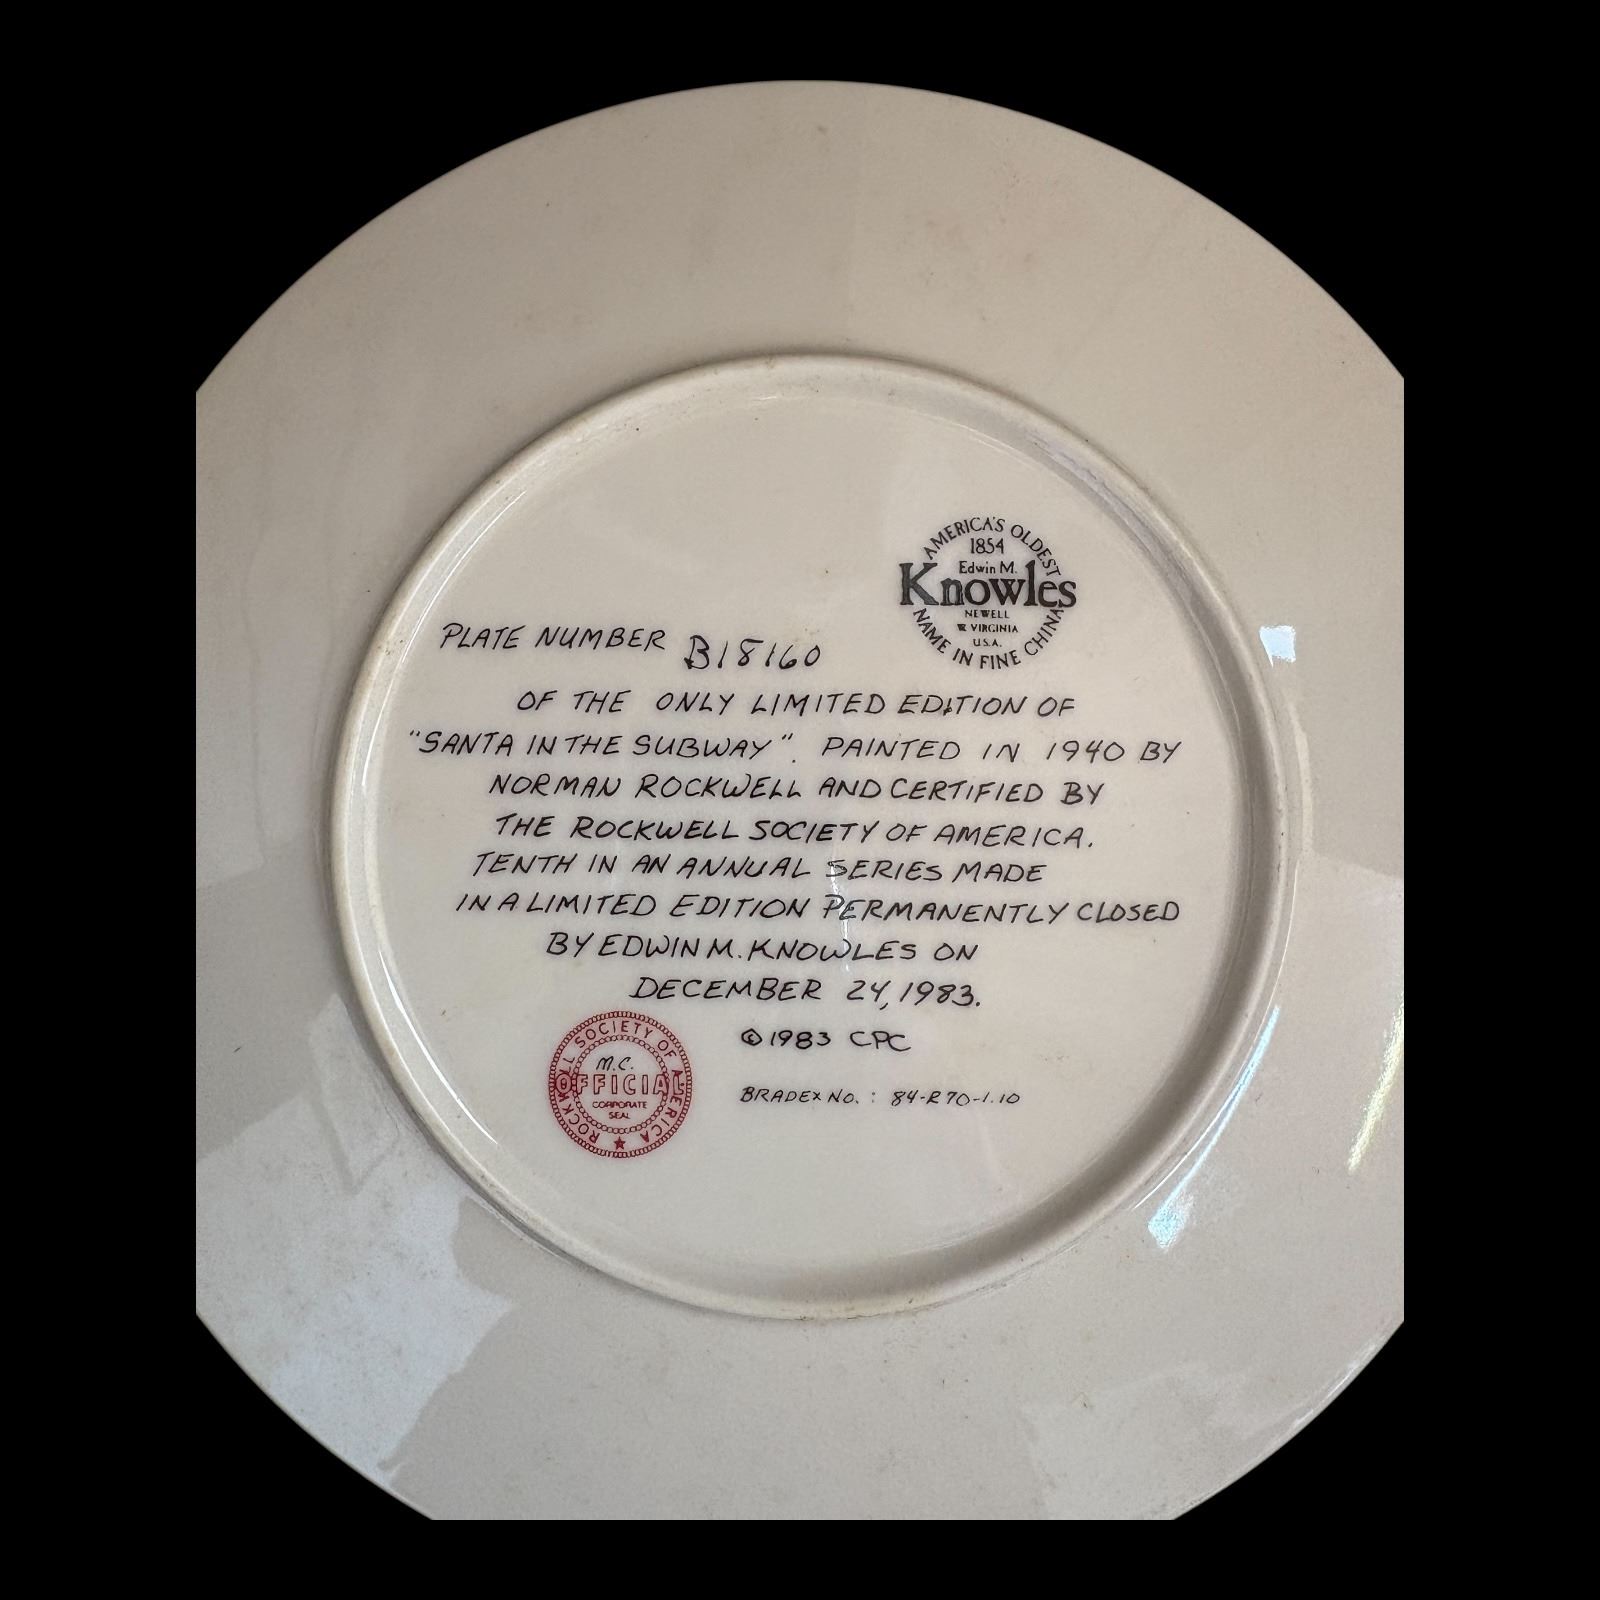 AMERICA'S OLDEST
1854
Edwin M.
Knowles
NEWELL
W. VIRGINIA
U.S.A.
NAME IN FINE CHINA
PLATE NUMBER B18160
OF THE ONLY LIMITED EDITION OF
"SANTA IN THE SUBWAY". PAINTED IN 1940 BY
NORMAN ROCKWELL AND CERTIFIED BY
THE ROCKWELL SOCIETY OF AMERICA.
TENTH IN AN ANNUAL SERIES MADE
IN A LIMITED EDITION PERMANENTLY CLOSED
BY EDWIN M. KNOWLES ON
DECEMBER 24, 1983.
©1983 CPC
BRADEX NO.: 84-R70-1.10
ROCKWELL SOCIETY OF AMERICA
M.C.
OFFICIAL
CORPORATE
SEAL